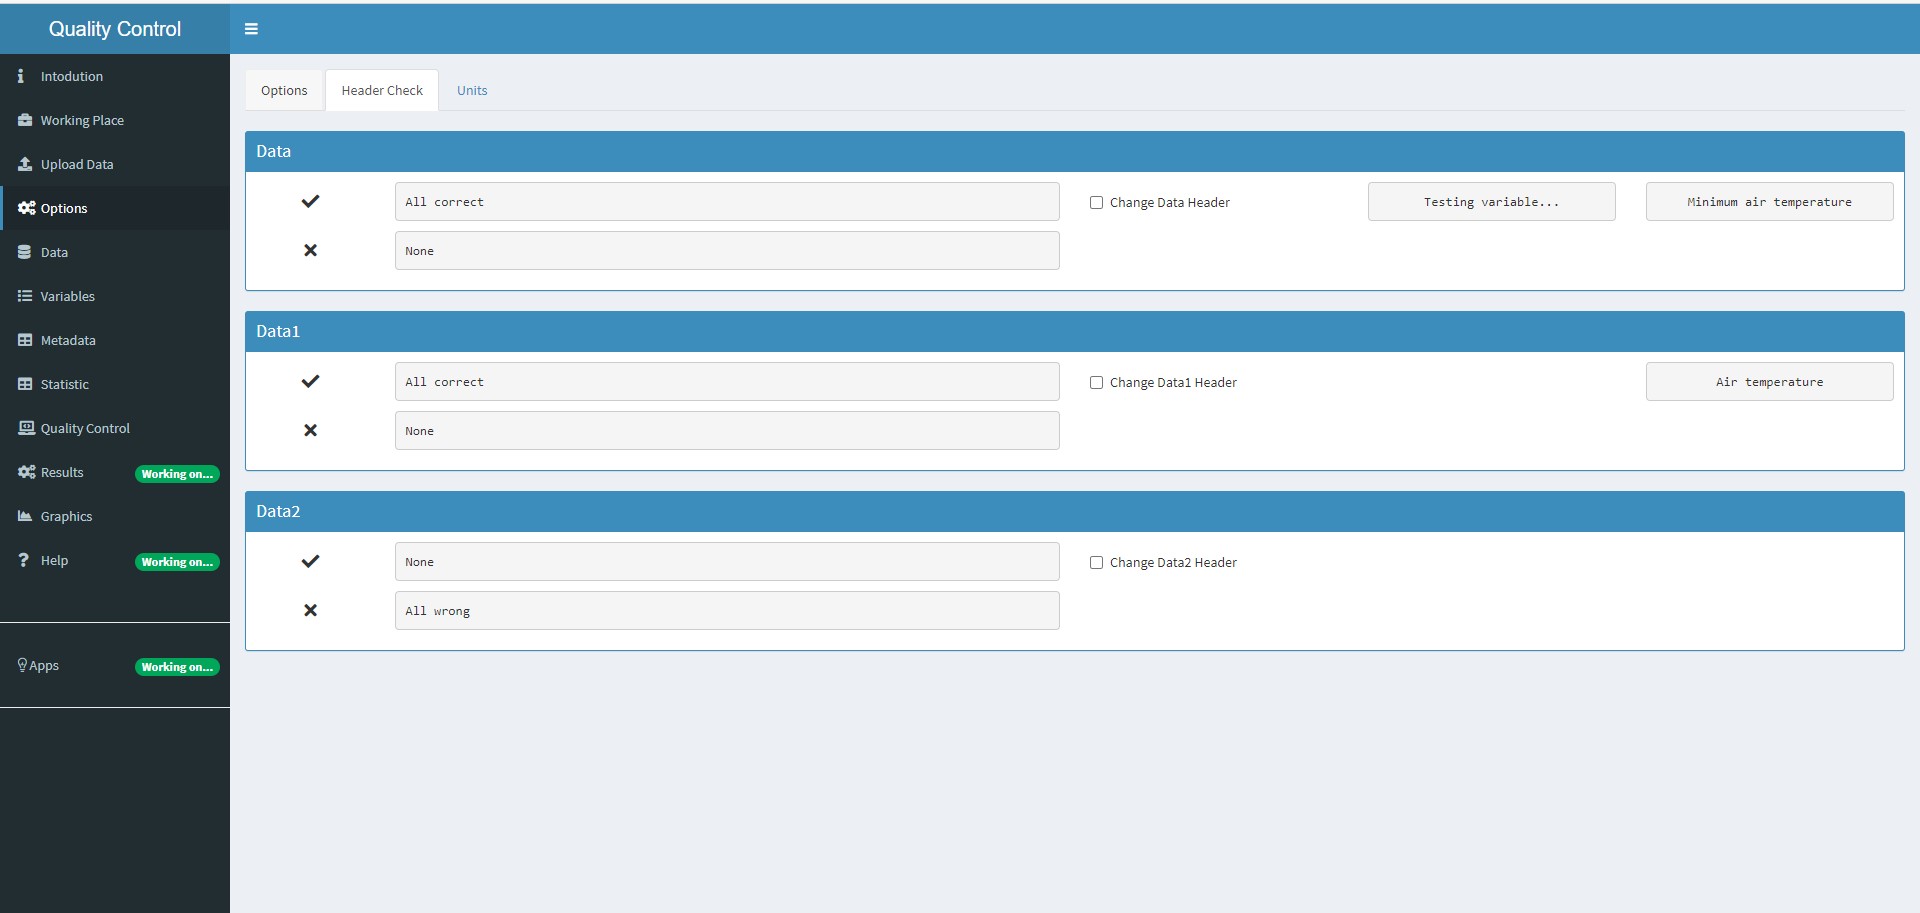 Quality Control
Intodution
Working Place
Upload Data
Options
Data
Variables
Metadata
Statistic
Quality Control
Results Working on...
Graphics
Help Working on...
Apps Working on...
Options Header Check Units
Data
All correct Change Data Header Testing variable... Minimum air temperature
None
Data1
All correct Change Data1 Header Air temperature
None
Data2
None Change Data2 Header
All wrong